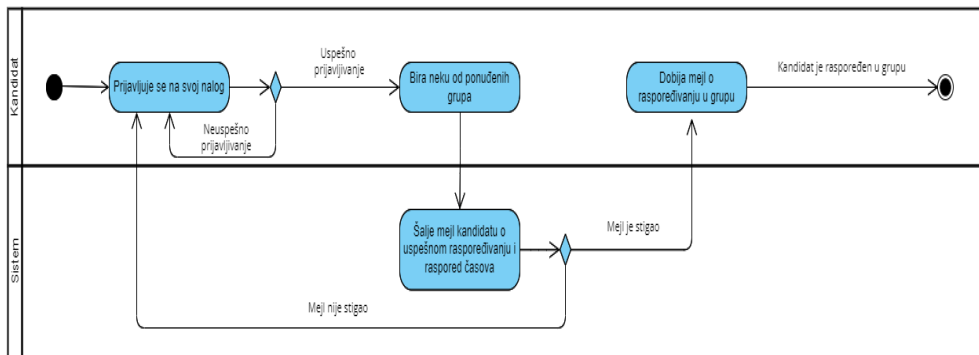 Kandidat
Prijavljuje se na svoj nalog
Uspešno
prijavljivanje
Neuspešno
prijavljivanje
Bira neku od ponuđenih
grupa
Dobija mejl o
raspoređivanju u grupu
Kandidat je raspoređen u grupu
Sistem
Šalje mejl kandidatu o
uspešnom raspoređivanju i
raspored časova
Mejl je stigao
Mejl nije stigao